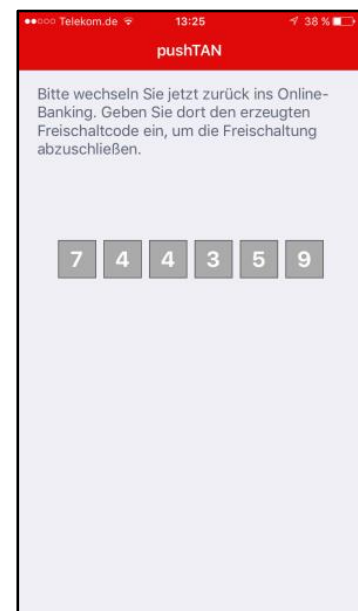 Telekom.de 13:25 38 %
pushTAN
Bitte wechseln Sie jetzt zurück ins Online-
Banking. Geben Sie dort den erzeugten
Freischaltcode ein, um die Freischaltung
abzuschließen.
7 4 4 3 5 9